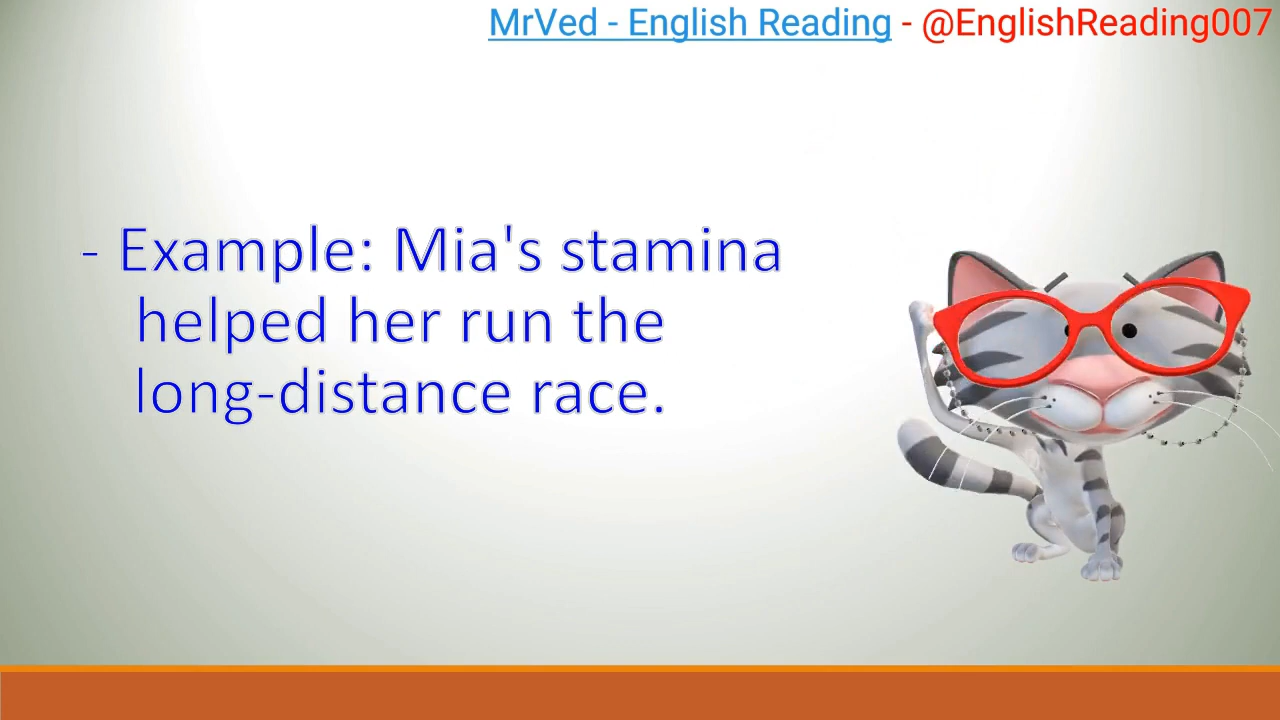 MrVed - English Reading - @EnglishReading007
- Example: Mia's stamina
helped her run the
long-distance race.